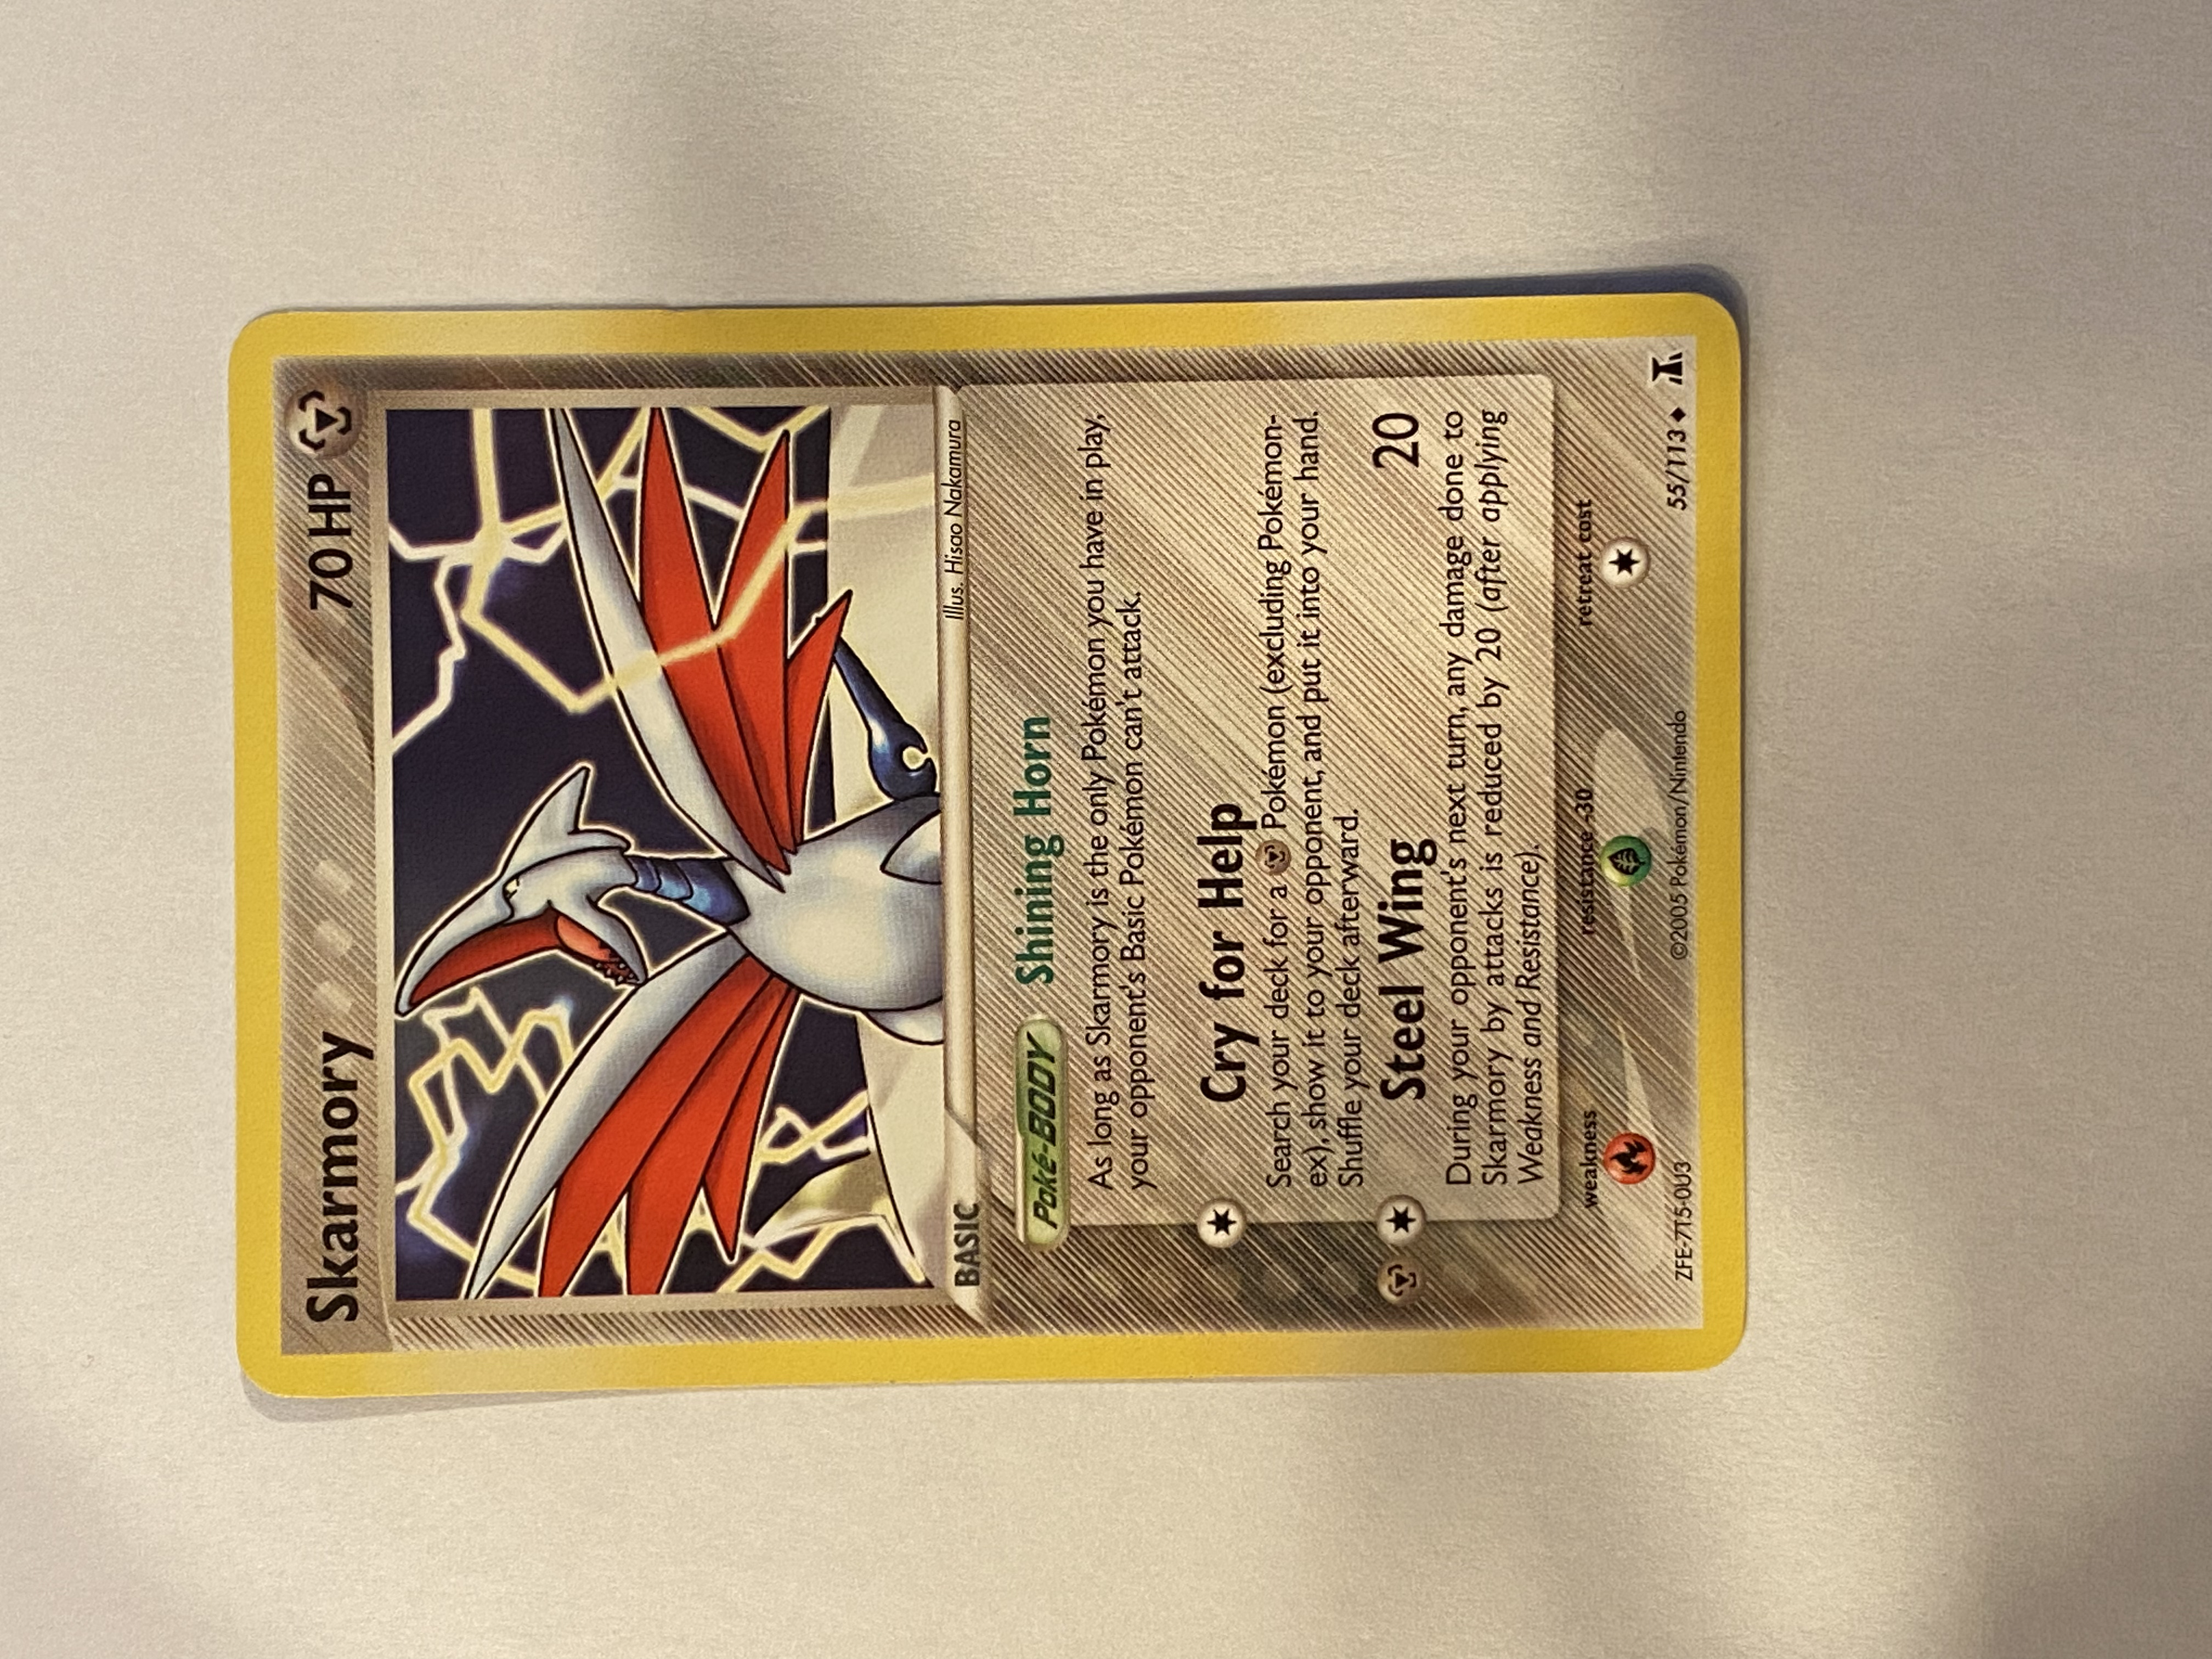 Skarmory
70 HP
BASIC
Illus. Hisao Nakamura
Poké-BODY Shining Horn
As long as Skarmory is the only Pokémon you have in play,
your opponent's Basic Pokémon can't attack.
Cry for Help
Search your deck for a Pokémon (excluding Pokémon-
ex), show it to your opponent, and put it into your hand.
Shuffle your deck afterward.
Steel Wing 20
During your opponent's next turn, any damage done to
Skarmory by attacks is reduced by 20 (after applying
Weakness and Resistance).
weakness resistance -30 retreat cost
ZFE-7T5-0U3 ©2005 Pokémon/Nintendo 55/113